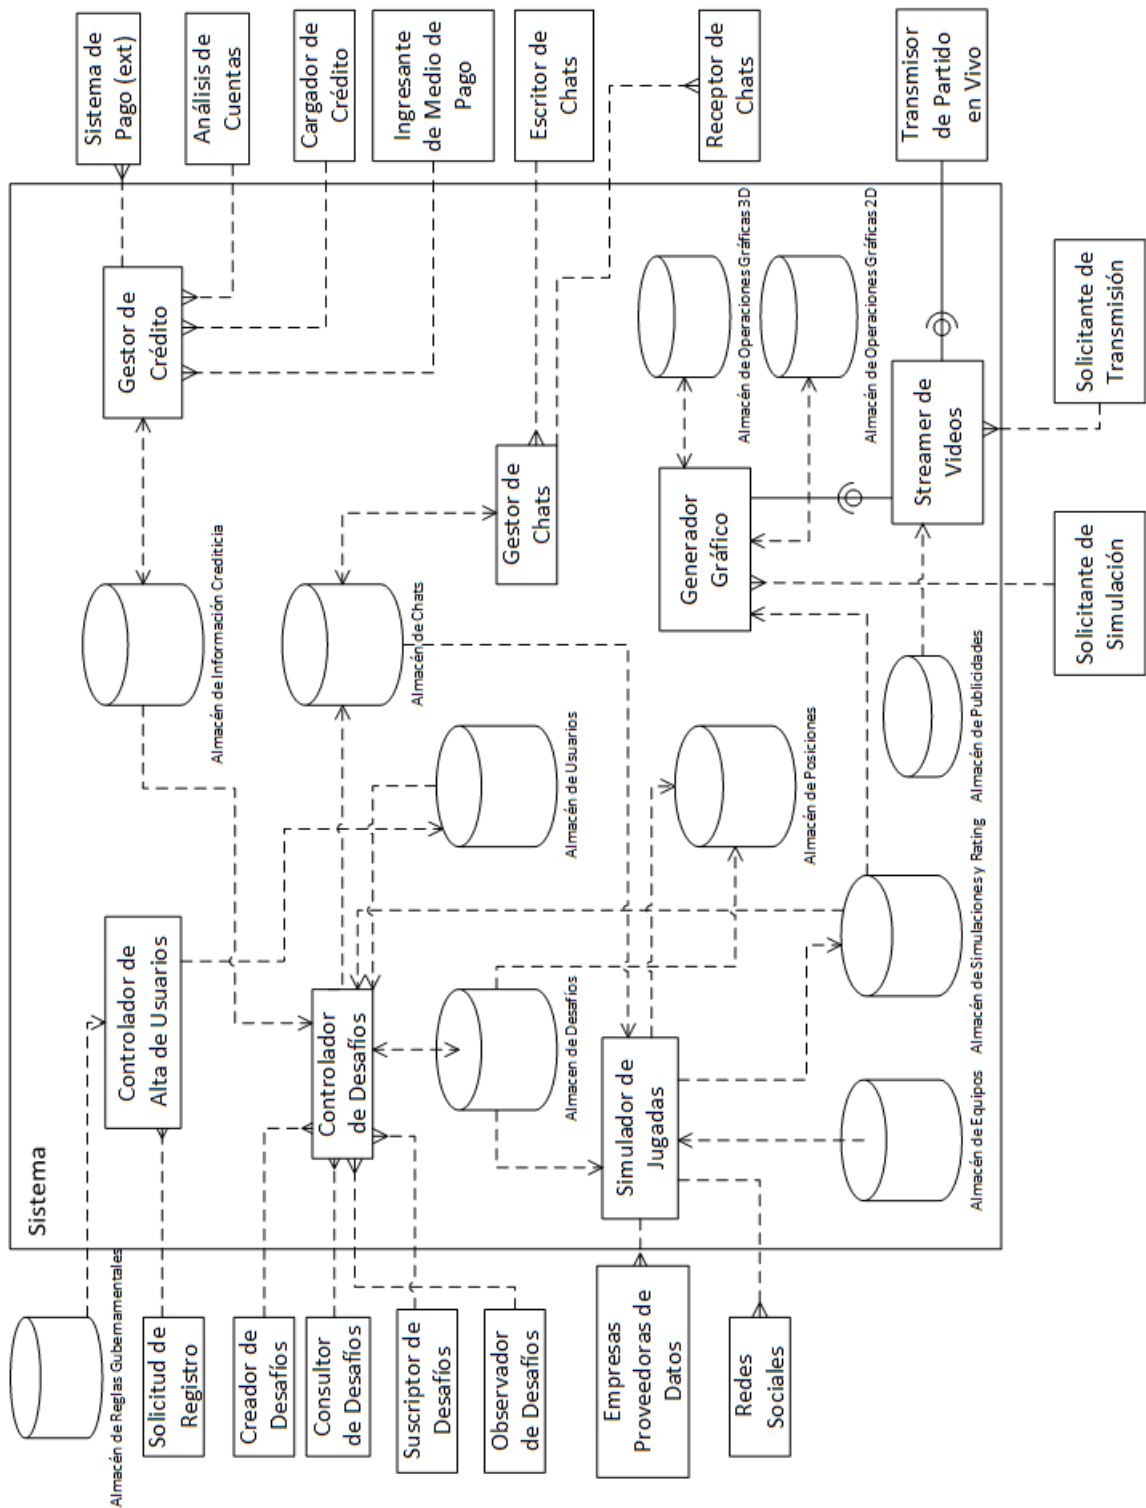 Sistema
Almacén de Reglas Gubernamentales
Solicitud de
Registro
Creador de
Desafíos
Consultor
de Desafíos
Suscriptor de
Desafíos
Observador
de Desafíos
Empresas
Proveedoras de
Datos
Redes
Sociales
Controlador de
Alta de Usuarios
Controlador
de Desafíos
Almacen de Desafíos
Simulador de
Jugadas
Almacén de Equipos
Almacén de Simulaciones y Rating
Almacén de Publicidades
Almacén de Usuarios
Almacén de Posiciones
Almacén de Información Crediticia
Almacén de Chats
Gestor de
Crédito
Gestor de
Chats
Generador
Gráfico
Almacén de Operaciones Gráficas 3D
Almacén de Operaciones Gráficas 2D
Streamer de
Videos
Sistema de
Pago (ext)
Análisis de
Cuentas
Cargador de
Crédito
Ingresante
de Medio de
Pago
Escritor de
Chats
Receptor de
Chats
Transmisor
de Partido
en Vivo
Solicitante de
Simulación
Solicitante de
Transmisión